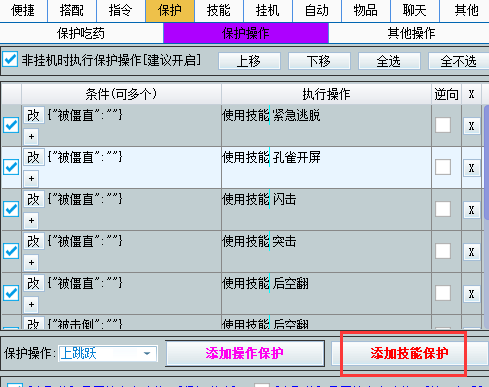 便捷 搭配 指令 保护 技能 挂机 自动 物品 聊天 其他
保护吃药 保护操作 其他操作
非挂机时执行保护操作[建议开启] 上移 下移 全选 全不选
条件(可多个) 执行操作 逆向 X
改 {"被僵直":""} 使用技能 紧急逃脱 X
+
改 {"被僵直":""} 使用技能 孔雀开屏 X
+
改 {"被僵直":""} 使用技能 闪击 X
+
改 {"被僵直":""} 使用技能 突击 X
+
改 {"被僵直":""} 使用技能 后空翻 X
+
改 {"被击倒":""} 使用技能 后空翻
保护操作: 上跳跃 添加操作保护 添加技能保护